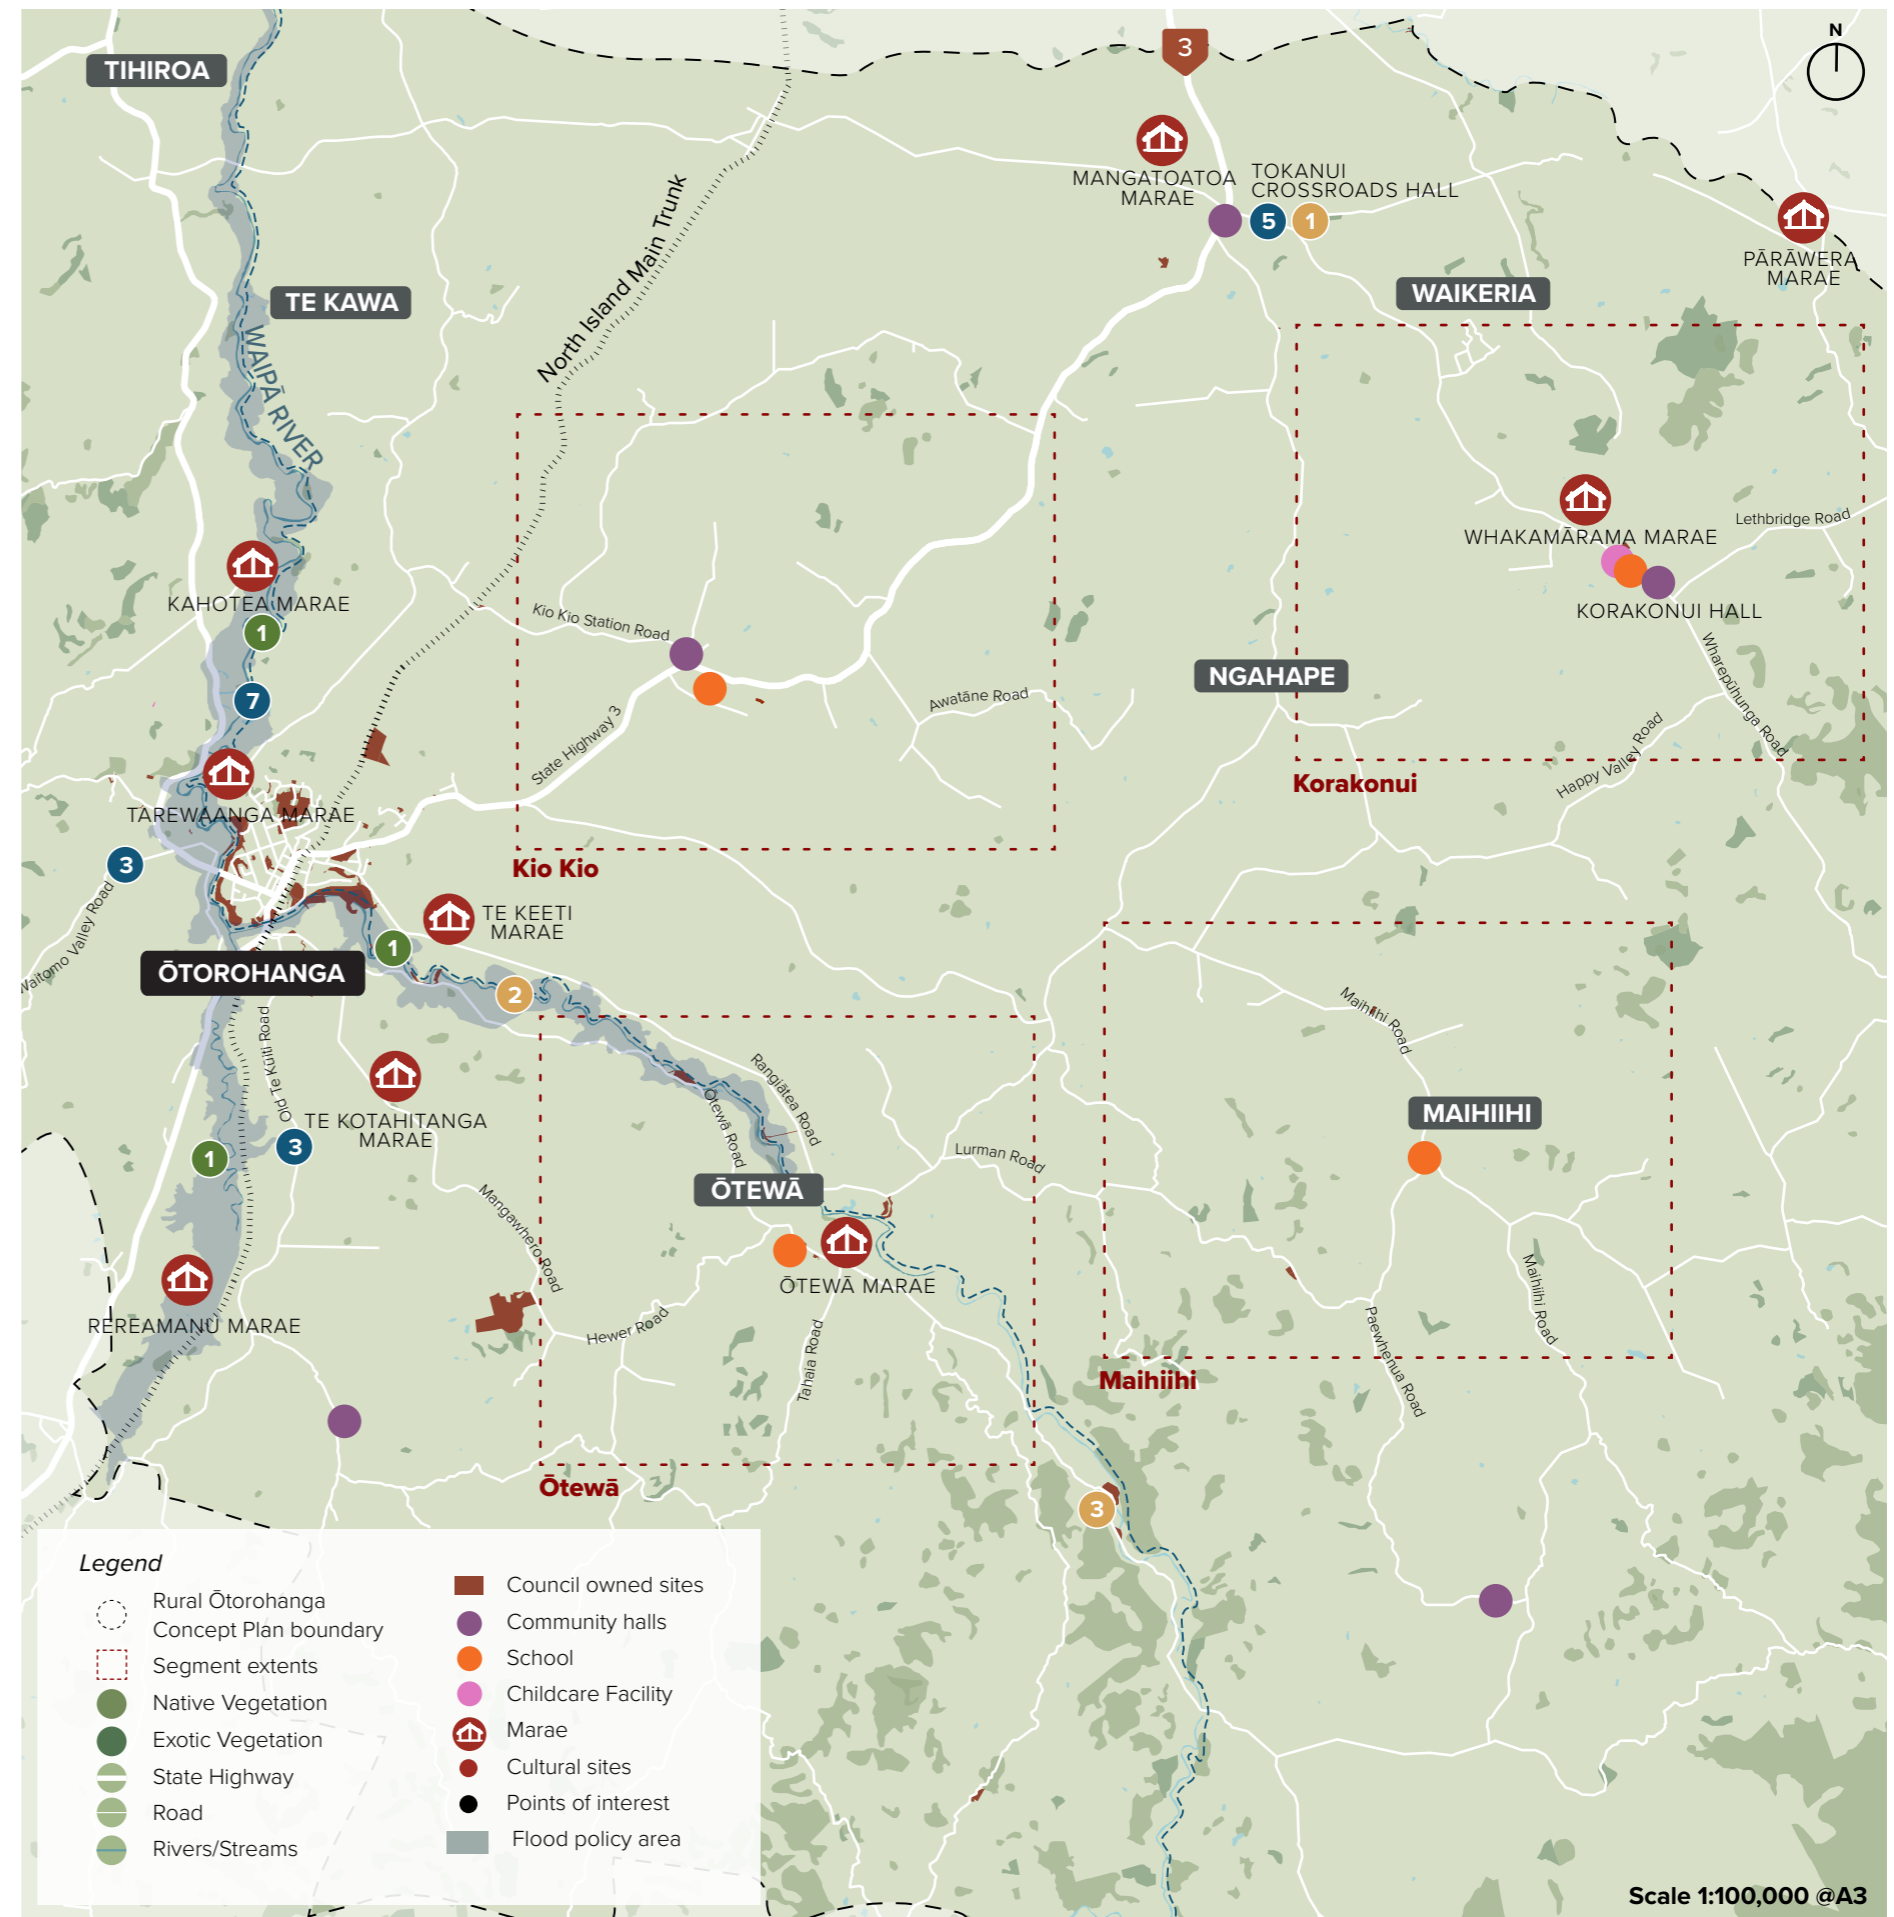 N
3
TIHIROA
MANGATOATOA
MARAE
TOKANUI
CROSSROADS HALL
5
1
PĀRĀWERA
MARAE
North Island Main Trunk
TE KAWA
WAIKERIA
WAIPĀ RIVER
WHAKAMĀRAMA MARAE
Lethbridge Road
KORAKONUI HALL
KAHOTEA MARAE
1
Kio Kio Station Road
Wharepūhunga Road
NGAHAPE
7
Awatāne Road
State Highway 3
Happy Valley Road
Korakonui
TĀREWAANGA MARAE
3
Kio Kio
Waitomo Valley Road
TE KEETI
MARAE
1
ŌTOROHANGA
2
Maihiihi Road
Old Te Kūiti Road
Rangiātea Road
Ōtewā Road
TE KOTAHITANGA
MARAE
1
3
MAIHIIHI
Lurman Road
ŌTEWĀ
Mangawhero Road
ŌTEWĀ MARAE
Maihiihi Road
REREAMANU MARAE
Hewer Road
Tahaia Road
Paewhenua Road
Maihiihi
Ōtewā
3
Legend
Rural Ōtorohanga
Concept Plan boundary
Segment extents
Native Vegetation
Exotic Vegetation
State Highway
Road
Rivers/Streams
Council owned sites
Community halls
School
Childcare Facility
Marae
Cultural sites
Points of interest
Flood policy area
Scale 1:100,000 @A3